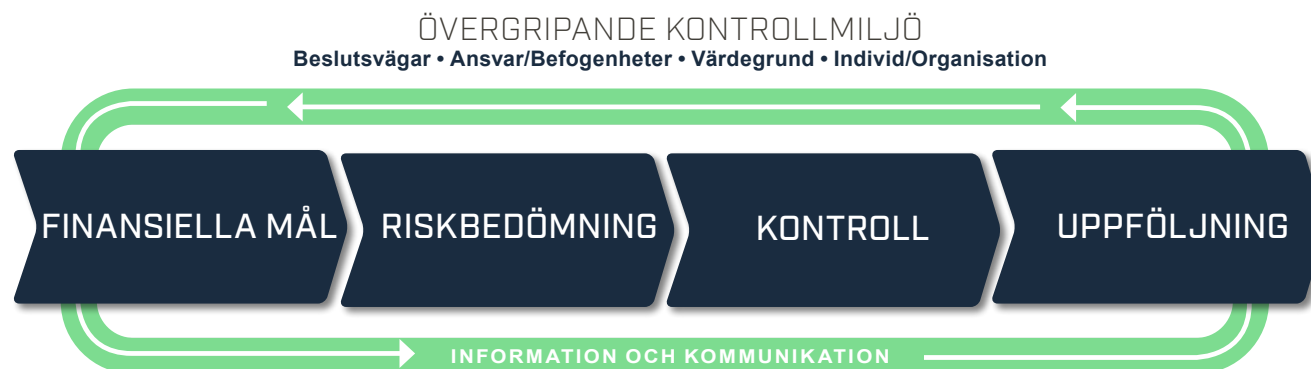 ÖVERGRIPANDE KONTROLLMILJÖ
Beslutsvägar • Ansvar/Befogenheter • Värdegrund • Individ/Organisation
FINANSIELLA MÅL
RISKBEDÖMNING
KONTROLL
UPPFÖLJNING
INFORMATION OCH KOMMUNIKATION